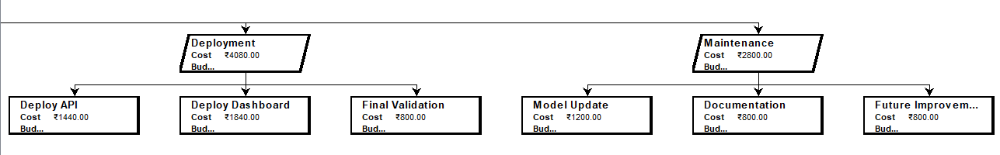 Deployment
Cost ₹4080.00
Bud...
Maintenance
Cost ₹2800.00
Bud...
Deploy API
Cost ₹1440.00
Bud...
Deploy Dashboard
Cost ₹1840.00
Bud...
Final Validation
Cost ₹800.00
Bud...
Model Update
Cost ₹1200.00
Bud...
Documentation
Cost ₹800.00
Bud...
Future Improvem...
Cost ₹800.00
Bud...